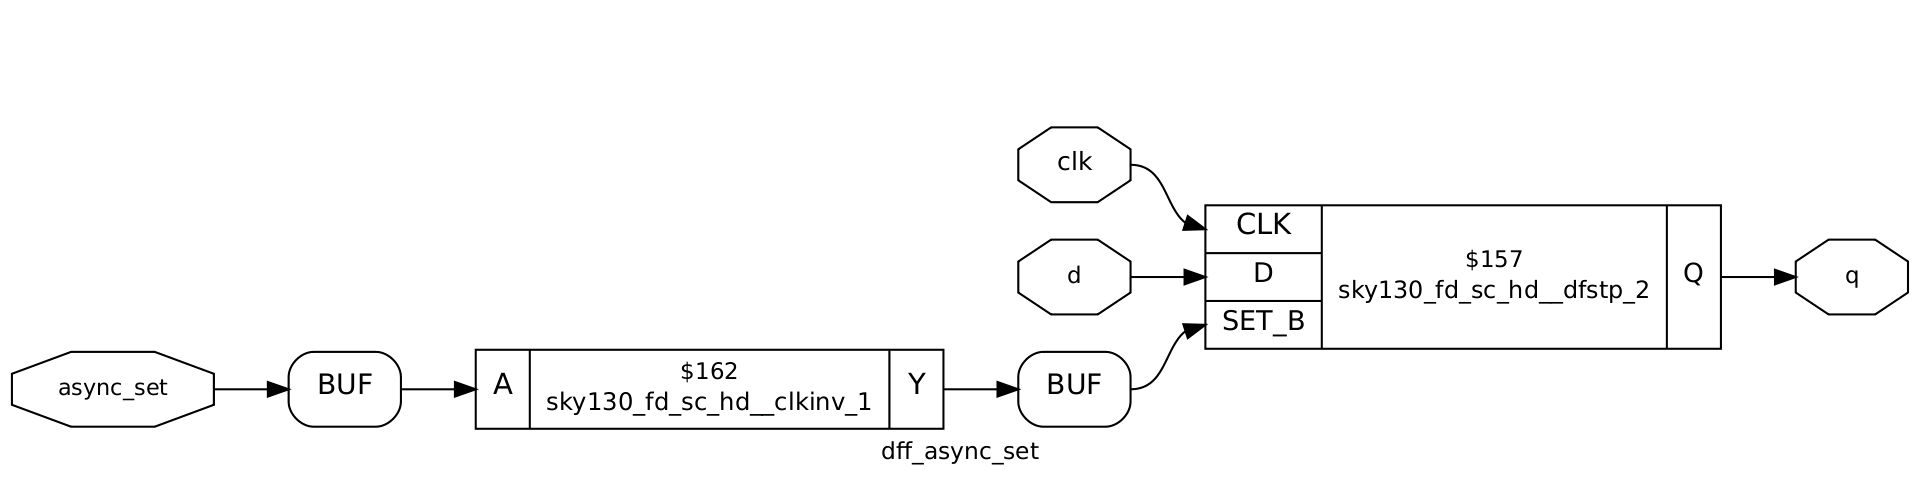 clk
CLK
d
D
$157
sky130_fd_sc_hd__dfstp_2
Q
q
SET_B
async_set
BUF
A
$162
sky130_fd_sc_hd__clkinv_1
Y
BUF
dff_async_set